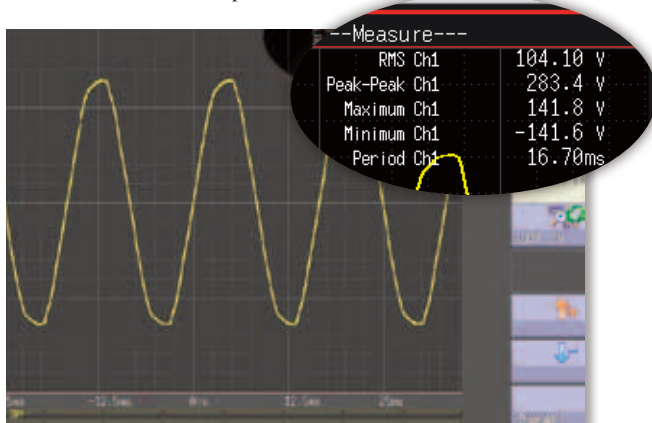 --Measure---
RMS Ch1 104.10 V
Peak-Peak Ch1 283.4 V
Maximum Ch1 141.8 V
Minimum Ch1 -141.6 V
Period Ch1 16.70ms
-12.5ms 0ns 12.5ms 25ms